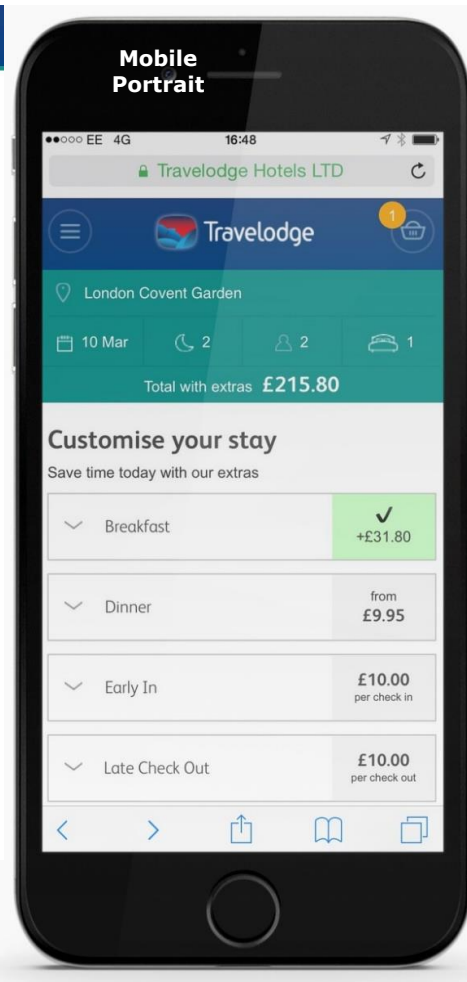 Mobile
Portrait
EE 4G 16:48
Travelodge Hotels LTD
1
Travelodge
London Covent Garden
10 Mar 2 2 1
Total with extras £215.80
Customise your stay
Save time today with our extras
Breakfast
+£31.80
Dinner
from
£9.95
Early In
£10.00
per check in
Late Check Out
£10.00
per check out